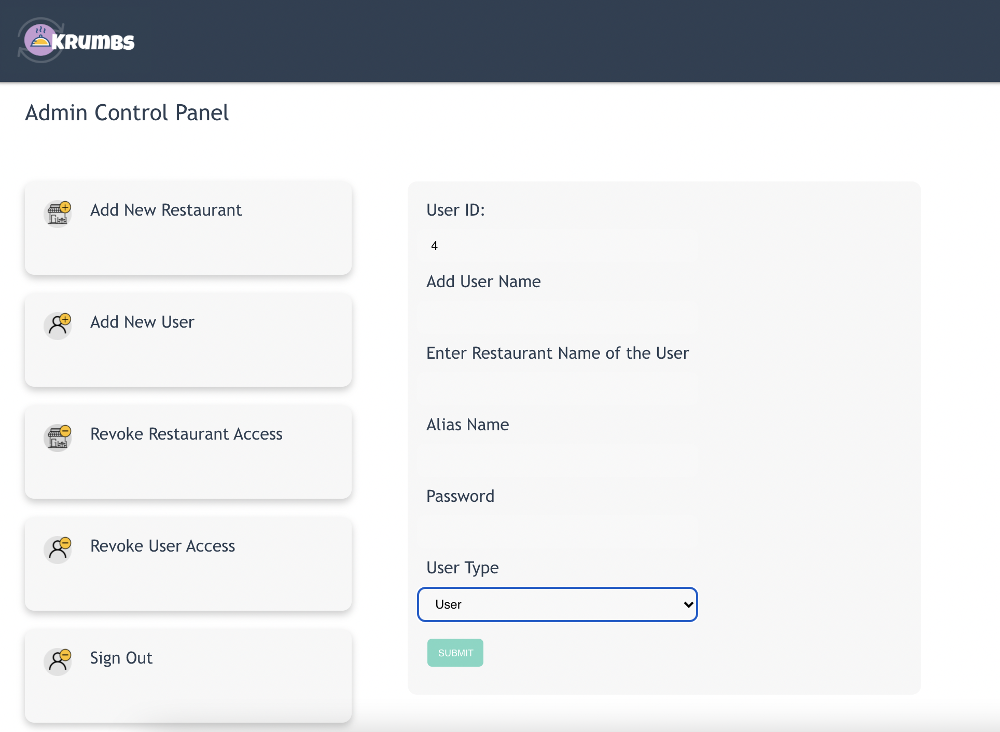 KRUMBS
Admin Control Panel
Add New Restaurant
Add New User
Revoke Restaurant Access
Revoke User Access
Sign Out
User ID:
4
Add User Name
Enter Restaurant Name of the User
Alias Name
Password
User Type
User
SUBMIT